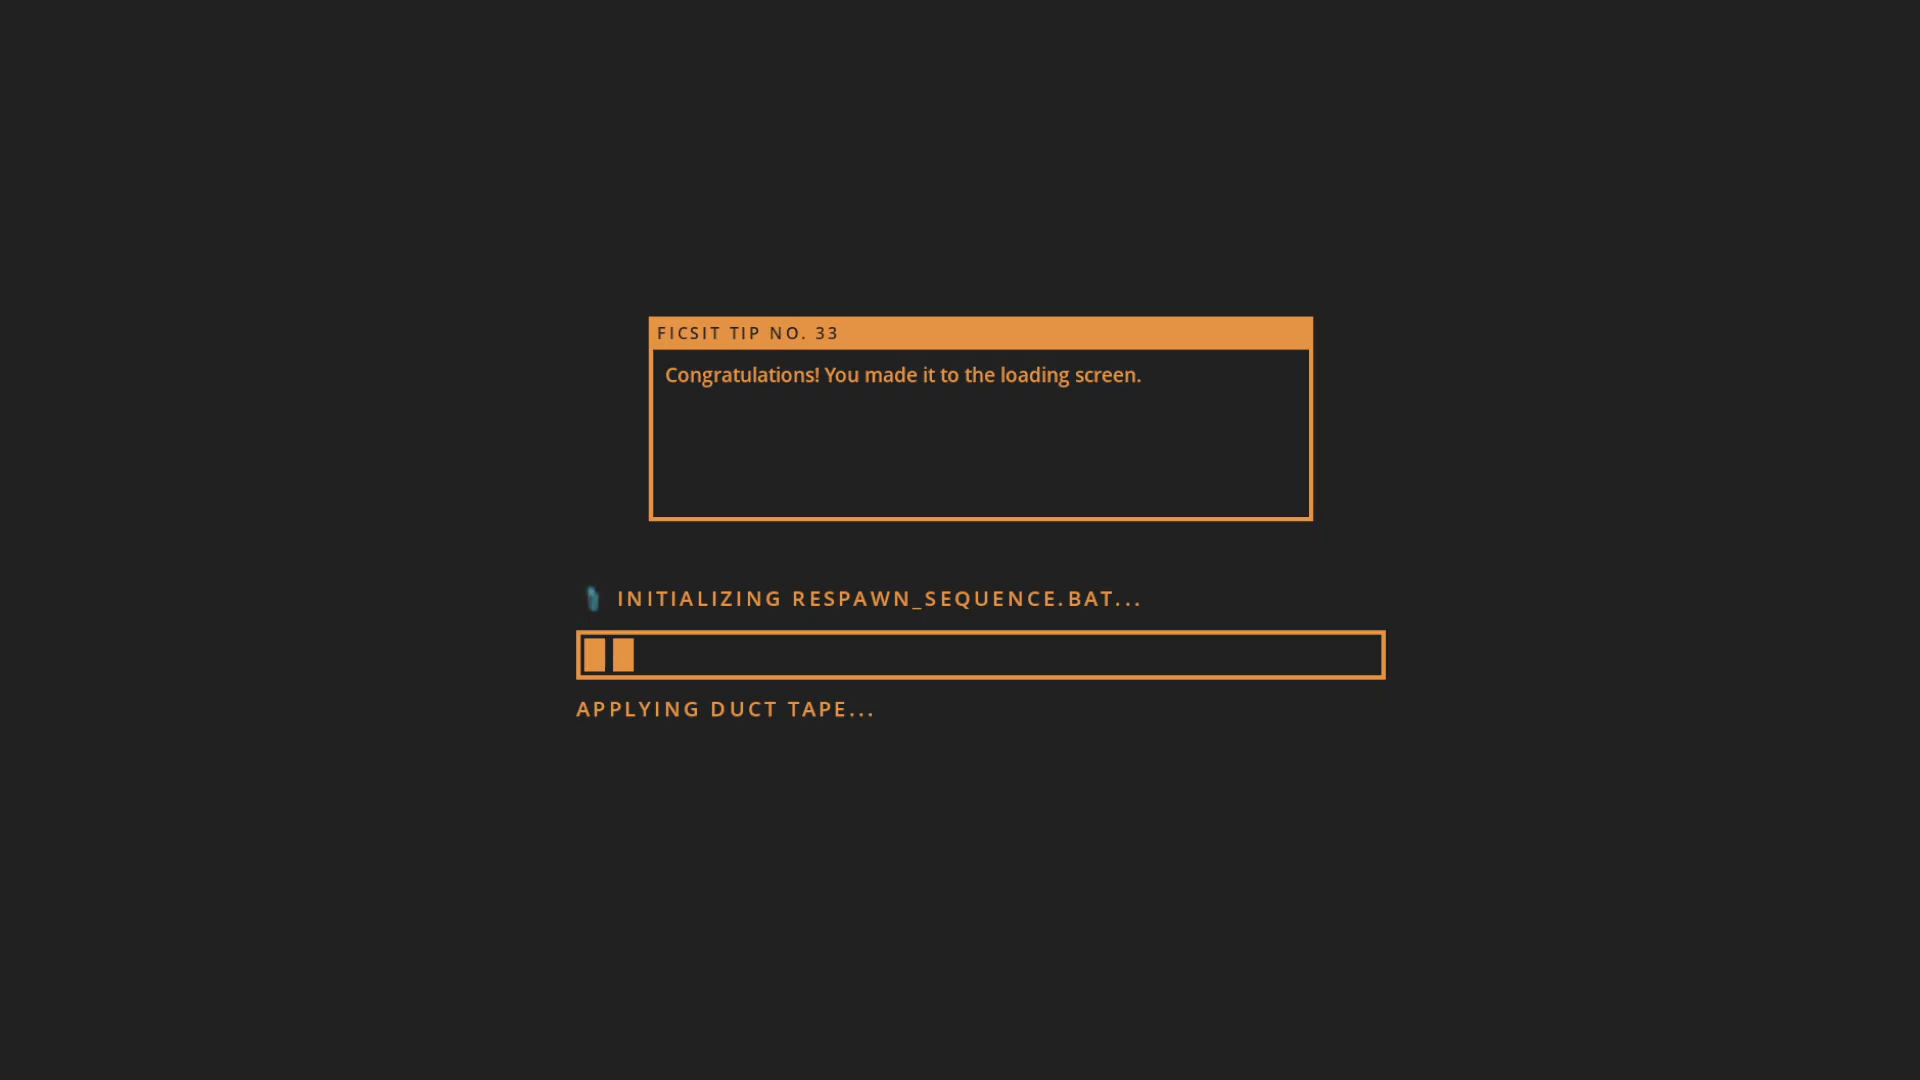 FICSIT TIP NO. 33
Congratulations! You made it to the loading screen.
INITIALIZING RESPAWN_SEQUENCE.BAT...
APPLYING DUCT TAPE...